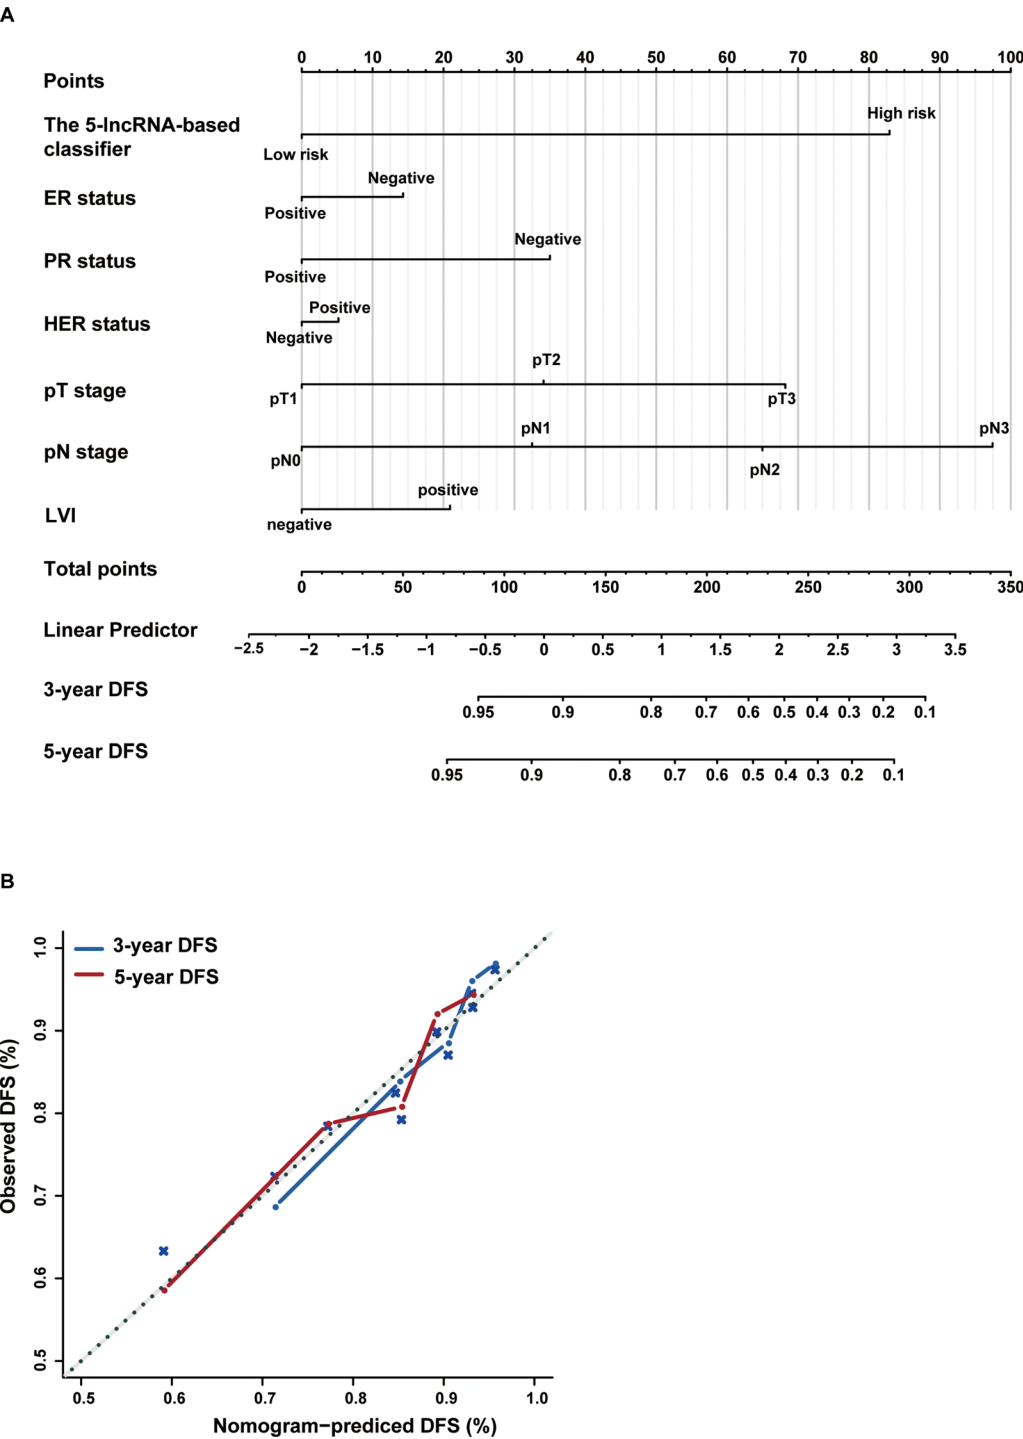 A
0 10 20 30 40 50 60 70 80 90 100
Points
High risk
The 5-lncRNA-based
classifier
Low risk
Negative
ER status
Positive
Negative
PR status
Positive
Positive
HER status
Negative
pT2
pT stage
pT1 pT3
pN1 pN3
pN stage
pN0 pN2
positive
LVI
negative
Total points
0 50 100 150 200 250 300 350
Linear Predictor
−2.5 −2 −1.5 −1 −0.5 0 0.5 1 1.5 2 2.5 3 3.5
3-year DFS
0.95 0.9 0.8 0.7 0.6 0.5 0.4 0.3 0.2 0.1
5-year DFS
0.95 0.9 0.8 0.7 0.6 0.5 0.4 0.3 0.2 0.1
B
3-year DFS
5-year DFS
Observed DFS (%)
1.0
0.9
0.8
0.7
0.6
0.5
0.5 0.6 0.7 0.8 0.9 1.0
Nomogram−prediced DFS (%)